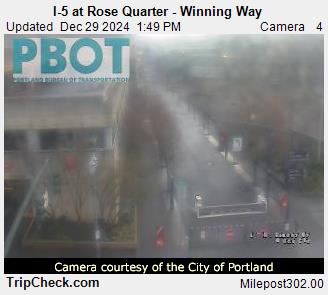 I-5 at Rose Quarter - Winning Way
Updated Dec 29 2024 1:49 PM Camera 4
PBOT
PORTLAND BUREAU OF TRANSPORTATION
Camera courtesy of the City of Portland
TripCheck.com Milepost302.00